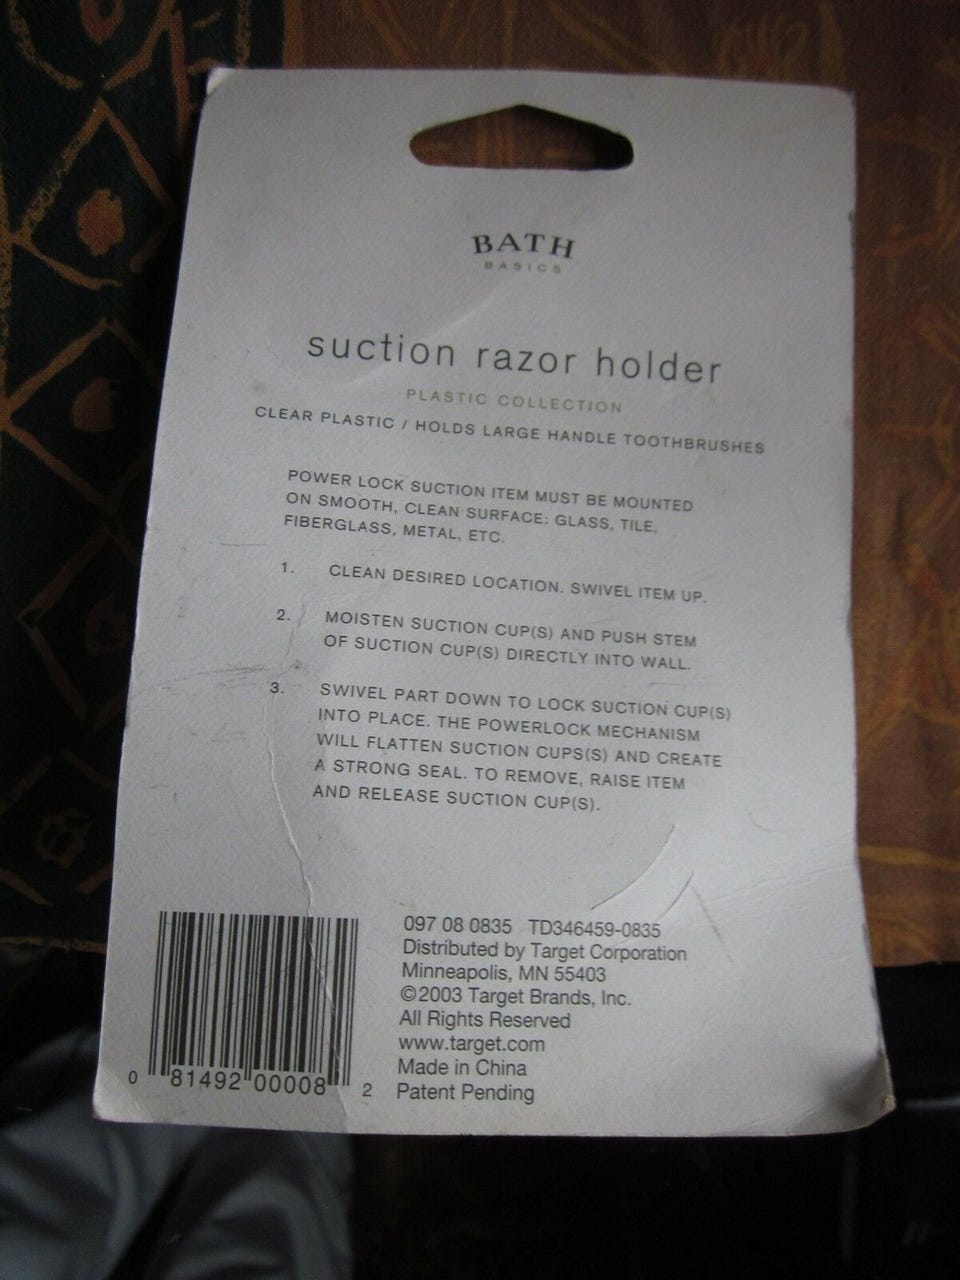 BATH
BASICS
suction razor holder
PLASTIC COLLECTION
CLEAR PLASTIC / HOLDS LARGE HANDLE TOOTHBRUSHES
POWER LOCK SUCTION ITEM MUST BE MOUNTED
ON SMOOTH, CLEAN SURFACE: GLASS, TILE,
FIBERGLASS, METAL, ETC.
1. CLEAN DESIRED LOCATION. SWIVEL ITEM UP.
2. MOISTEN SUCTION CUP(S) AND PUSH STEM
OF SUCTION CUP(S) DIRECTLY INTO WALL.
3. SWIVEL PART DOWN TO LOCK SUCTION CUP(S)
INTO PLACE. THE POWERLOCK MECHANISM
WILL FLATTEN SUCTION CUPS(S) AND CREATE
A STRONG SEAL. TO REMOVE, RAISE ITEM
AND RELEASE SUCTION CUP(S).
097 08 0835 TD346459-0835
Distributed by Target Corporation
Minneapolis, MN 55403
©2003 Target Brands, Inc.
All Rights Reserved
www.target.com
Made in China
Patent Pending
0 81492 00008 2